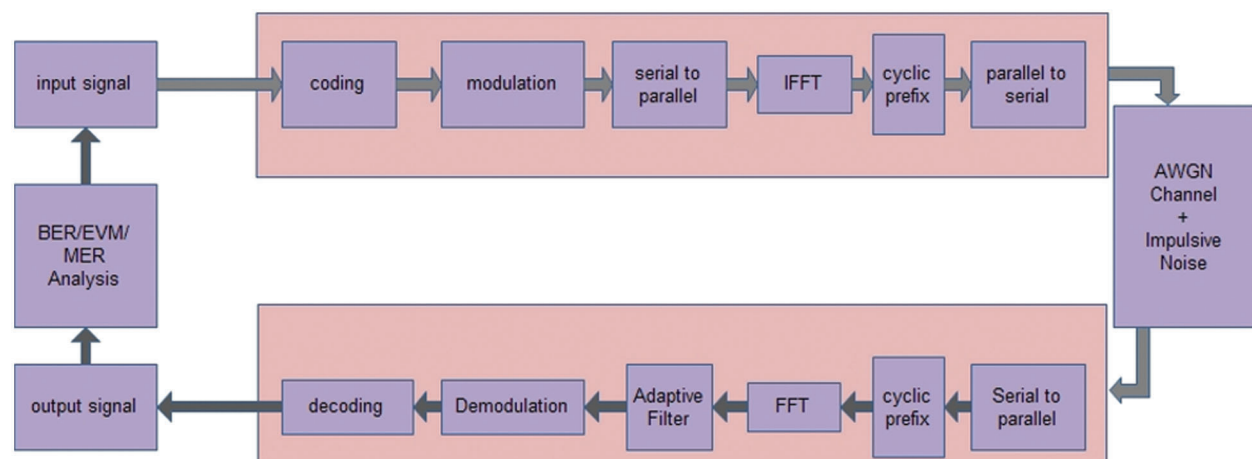 input signal
coding
modulation
serial to
parallel
IFFT
cyclic
prefix
parallel to
serial
AWGN
Channel
+
Impulsive
Noise
BER/EVM/
MER
Analysis
output signal
decoding
Demodulation
Adaptive
Filter
FFT
cyclic
prefix
Serial to
parallel